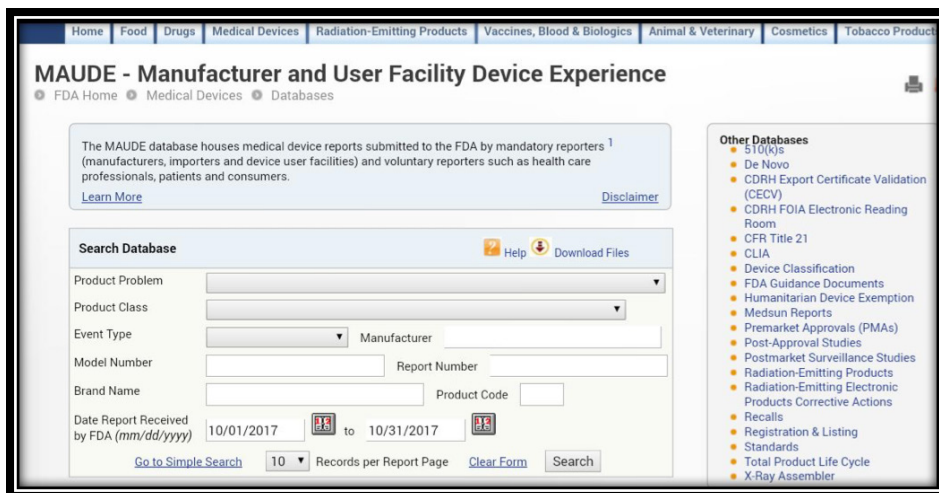 Home Food Drugs Medical Devices Radiation-Emitting Products Vaccines, Blood & Biologics Animal & Veterinary Cosmetics Tobacco Product
MAUDE - Manufacturer and User Facility Device Experience
FDA Home Medical Devices Databases
The MAUDE database houses medical device reports submitted to the FDA by mandatory reporters 1
(manufacturers, importers and device user facilities) and voluntary reporters such as health care
professionals, patients and consumers.
Learn More Disclaimer
Search Database Help Download Files
Product Problem
Product Class
Event Type Manufacturer
Model Number Report Number
Brand Name Product Code
Date Report Received
by FDA (mm/dd/yyyy) 10/01/2017 to 10/31/2017
Go to Simple Search 10 Records per Report Page Clear Form Search
Other Databases
510(k)s
De Novo
CDRH Export Certificate Validation
(CECV)
CDRH FOIA Electronic Reading
Room
CFR Title 21
CLIA
Device Classification
FDA Guidance Documents
Humanitarian Device Exemption
Medsun Reports
Premarket Approvals (PMAs)
Post-Approval Studies
Postmarket Surveillance Studies
Radiation-Emitting Products
Radiation-Emitting Electronic
Products Corrective Actions
Recalls
Registration & Listing
Standards
Total Product Life Cycle
X-Ray Assembler